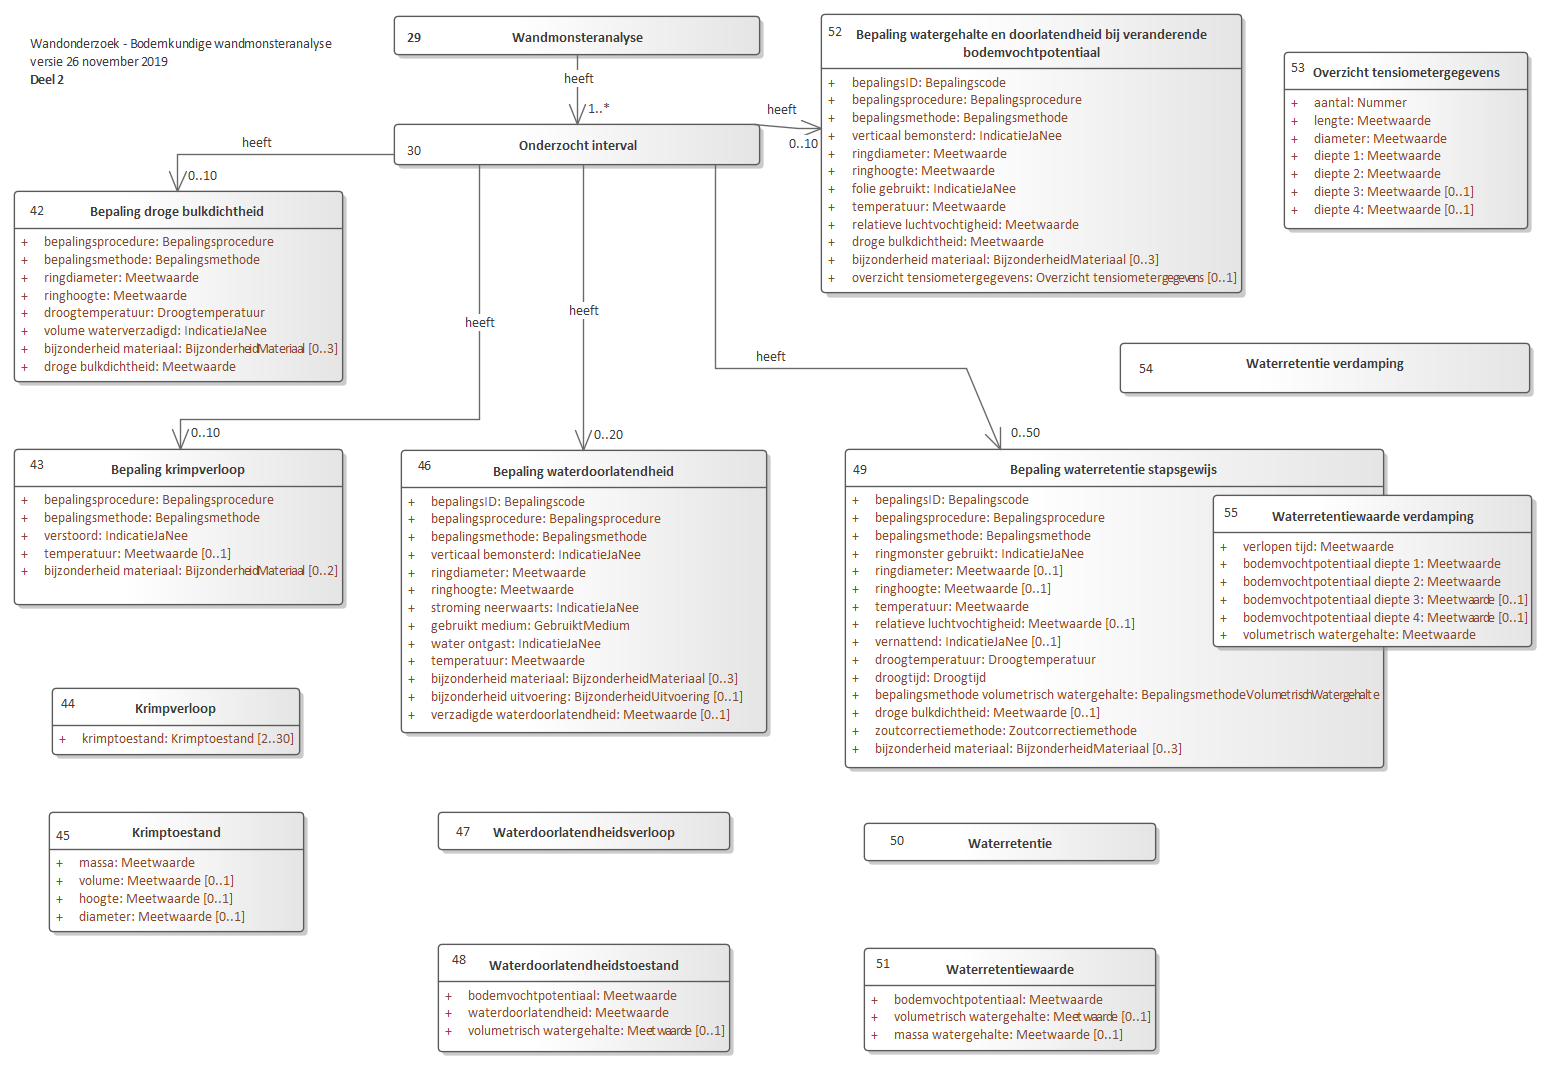 Wandonderzoek - Bodemkundige wandmonsteranalyse
versie 26 november 2019
Deel 2
29 Wandmonsteranalyse
heeft
1..*
30 Onderzocht interval
heeft
0..10
heeft
0..10
42 Bepaling droge bulkdichtheid
+ bepalingsprocedure: Bepalingsprocedure
+ bepalingsmethode: Bepalingsmethode
+ ringdiameter: Meetwaarde
+ ringhoogte: Meetwaarde
+ droogtemperatuur: Droogtemperatuur
+ volume waterverzadigd: IndicatieJaNee
+ bijzonderheid materiaal: BijzonderheidMateriaal [0..3]
+ droge bulkdichtheid: Meetwaarde
52 Bepaling watergehalte en doorlatendheid bij veranderende
bodemvochtpotentiaal
+ bepalingsID: Bepalingscode
+ bepalingsprocedure: Bepalingsprocedure
+ bepalingsmethode: Bepalingsmethode
+ verticaal bemonsterd: IndicatieJaNee
+ ringdiameter: Meetwaarde
+ ringhoogte: Meetwaarde
+ folie gebruikt: IndicatieJaNee
+ temperatuur: Meetwaarde
+ relatieve luchtvochtigheid: Meetwaarde
+ droge bulkdichtheid: Meetwaarde
+ bijzonderheid materiaal: BijzonderheidMateriaal [0..3]
+ overzicht tensiometergegevens: Overzicht tensiometergegevens [0..1]
53 Overzicht tensiometergegevens
+ aantal: Nummer
+ lengte: Meetwaarde
+ diameter: Meetwaarde
+ diepte 1: Meetwaarde
+ diepte 2: Meetwaarde
+ diepte 3: Meetwaarde [0..1]
+ diepte 4: Meetwaarde [0..1]
heeft
heeft
heeft
54 Waterretentie verdamping
0..10
0..20
0..50
43 Bepaling krimpverloop
+ bepalingsprocedure: Bepalingsprocedure
+ bepalingsmethode: Bepalingsmethode
+ verstoord: IndicatieJaNee
+ temperatuur: Meetwaarde [0..1]
+ bijzonderheid materiaal: BijzonderheidMateriaal [0..2]
46 Bepaling waterdoorlatendheid
+ bepalingsID: Bepalingscode
+ bepalingsprocedure: Bepalingsprocedure
+ bepalingsmethode: Bepalingsmethode
+ verticaal bemonsterd: IndicatieJaNee
+ ringdiameter: Meetwaarde
+ ringhoogte: Meetwaarde
+ stroming neerwaarts: IndicatieJaNee
+ gebruikt medium: GebruiktMedium
+ water ontgast: IndicatieJaNee
+ temperatuur: Meetwaarde
+ bijzonderheid materiaal: BijzonderheidMateriaal [0..3]
+ bijzonderheid uitvoering: BijzonderheidUitvoering [0..1]
+ verzadigde waterdoorlatendheid: Meetwaarde [0..1]
49 Bepaling waterretentie stapsgewijs
+ bepalingsID: Bepalingscode
+ bepalingsprocedure: Bepalingsprocedure
+ bepalingsmethode: Bepalingsmethode
+ ringmonster gebruikt: IndicatieJaNee
+ ringdiameter: Meetwaarde [0..1]
+ ringhoogte: Meetwaarde [0..1]
+ temperatuur: Meetwaarde
+ relatieve luchtvochtigheid: Meetwaarde [0..1]
+ vernattend: IndicatieJaNee [0..1]
+ droogtemperatuur: Droogtemperatuur
+ droogtijd: Droogtijd
+ bepalingsmethode volumetrisch watergehalte: BepalingsmethodeVolumetrischWatergehalte
+ droge bulkdichtheid: Meetwaarde [0..1]
+ zoutcorrectiemethode: Zoutcorrectiemethode
+ bijzonderheid materiaal: BijzonderheidMateriaal [0..3]
55 Waterretentiewaarde verdamping
+ verlopen tijd: Meetwaarde
+ bodemvochtpotentiaal diepte 1: Meetwaarde
+ bodemvochtpotentiaal diepte 2: Meetwaarde
+ bodemvochtpotentiaal diepte 3: Meetwaarde [0..1]
+ bodemvochtpotentiaal diepte 4: Meetwaarde [0..1]
+ volumetrisch watergehalte: Meetwaarde
44 Krimpverloop
+ krimptoestand: Krimptoestand [2..30]
45 Krimptoestand
+ massa: Meetwaarde
+ volume: Meetwaarde [0..1]
+ hoogte: Meetwaarde [0..1]
+ diameter: Meetwaarde [0..1]
47 Waterdoorlatendheidsverloop
50 Waterretentie
48 Waterdoorlatendheidstoestand
+ bodemvochtpotentiaal: Meetwaarde
+ waterdoorlatendheid: Meetwaarde
+ volumetrisch watergehalte: Meetwaarde [0..1]
51 Waterretentiewaarde
+ bodemvochtpotentiaal: Meetwaarde
+ volumetrisch watergehalte: Meetwaarde [0..1]
+ massa watergehalte: Meetwaarde [0..1]